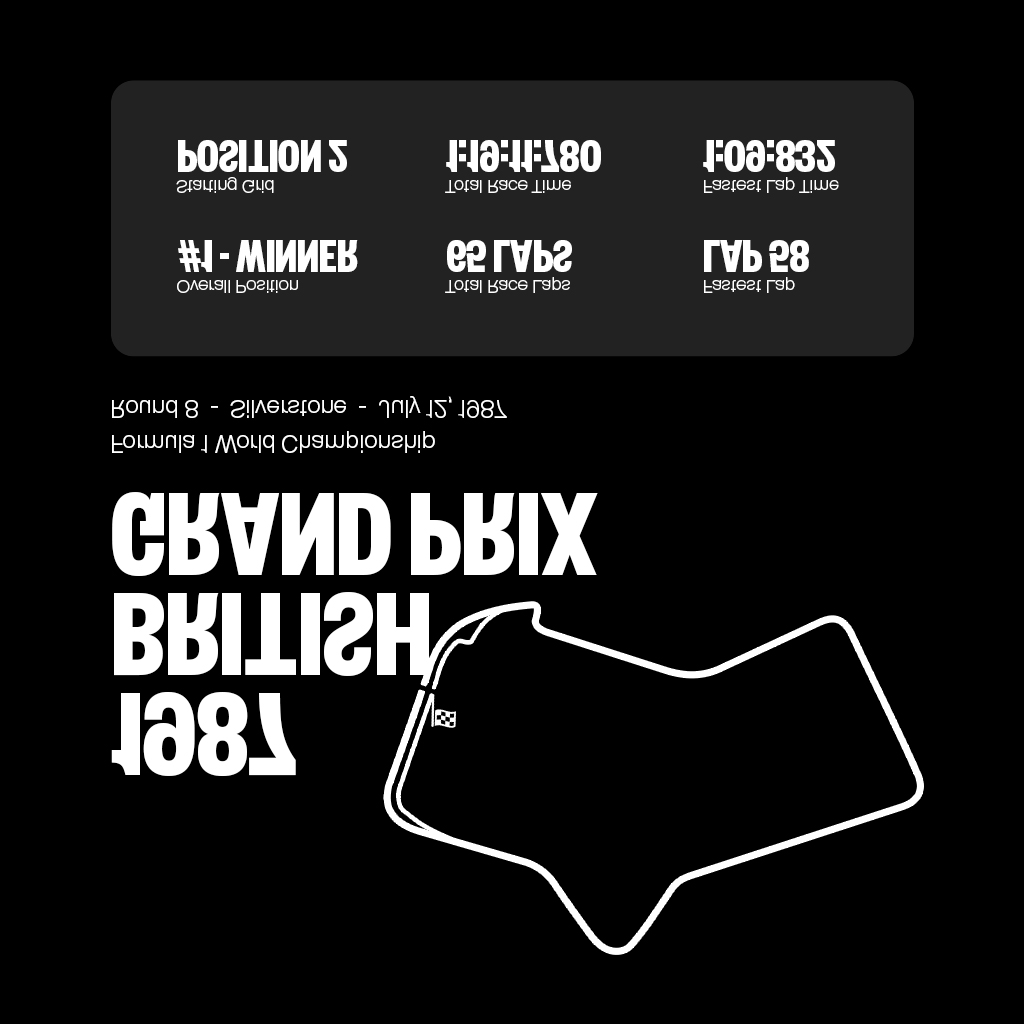 1987
BRITISH
GRAND PRIX
Formula 1 World Championship
Round 8 - Silverstone - July 12, 1987
Overall Position
#1 - WINNER
Total Race Laps
65 LAPS
Fastest Lap
LAP 58
Starting Grid
POSITION 2
Total Race Time
1:19:11:780
Fastest Lap Time
1:09:832